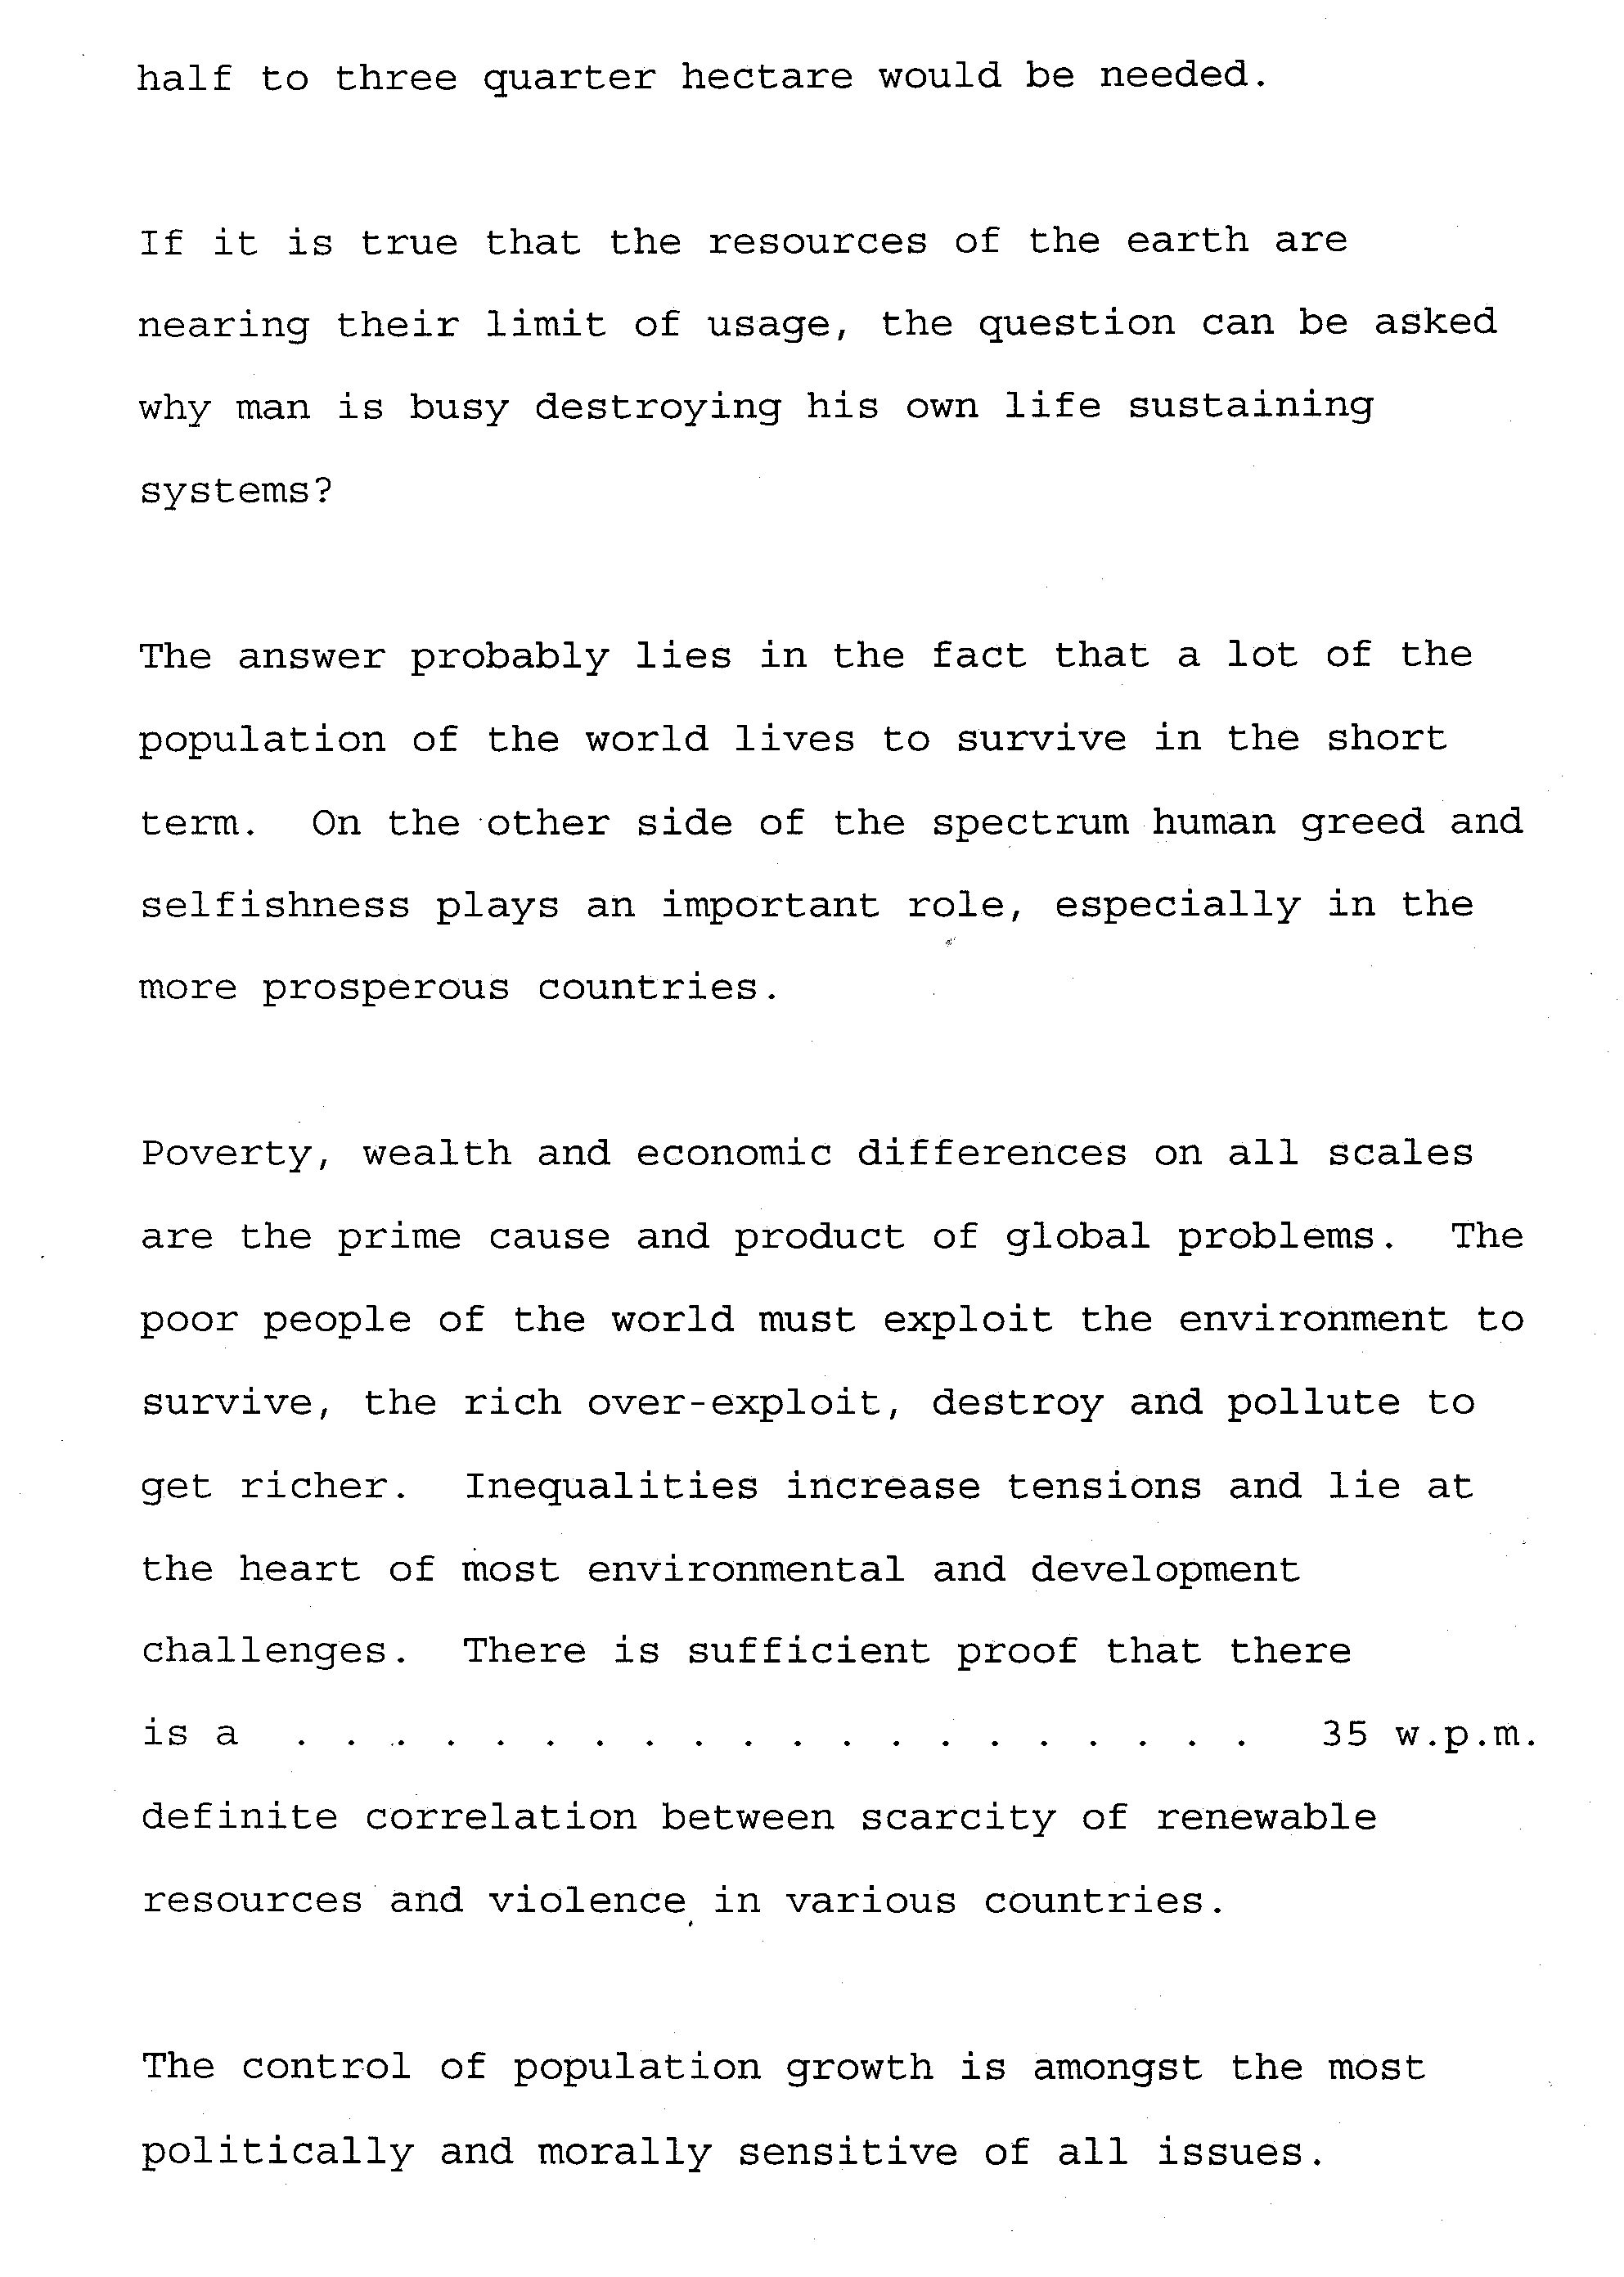 half to three quarter hectare would be needed.
If it is true that the resources of the earth are
nearing their limit of usage, the question can be asked
why man is busy destroying his own life sustaining
systems?
The answer probably lies in the fact that a lot of the
population of the world lives to survive in the short
term.  On the other side of the spectrum human greed and
selfishness plays an important role, especially in the
more prosperous countries.
Poverty, wealth and economic differences on all scales
are the prime cause and product of global problems.  The
poor people of the world must exploit the environment to
survive, the rich over-exploit, destroy and pollute to
get richer.  Inequalities increase tensions and lie at
the heart of most environmental and development
challenges.  There is sufficient proof that there
is a . . . . . . . . . . . . . . . . . . . . 35 w.p.m.
definite correlation between scarcity of renewable
resources and violence in various countries.
The control of population growth is amongst the most
politically and morally sensitive of all issues.